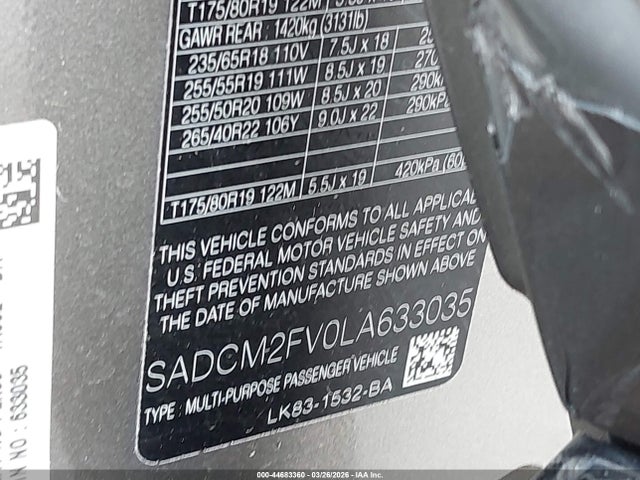 T175/80R19 122M
GAWR REAR : 1420kg (3131lb)
235/65R18 110V 7.5J x 18
255/55R19 111W 8.5J x 19
255/50R20 109W 8.5J x 20 290kPa
265/40R22 106Y 9.0J x 22 290kPa
T175/80R19 122M 5.5J x 19 420kPa
THIS VEHICLE CONFORMS TO ALL
U.S. FEDERAL MOTOR VEHICLE SAFETY AND
THEFT PREVENTION STANDARDS IN EFFECT ON
THE DATE OF MANUFACTURE SHOWN ABOVE
SADCM2FV0LA633035
TYPE : MULTI-PURPOSE PASSENGER VEHICLE
LK83-1532-BA
NO : 633035
000-44683360 - 03/26/2026 - IAA Inc.